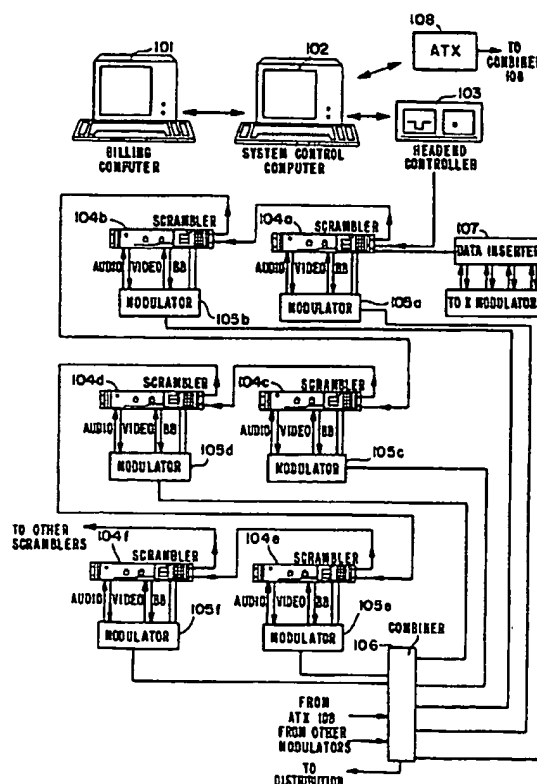 101
102
108
ATX
TO
COMBINER
108
103
BILLING
COMPUTER
SYSTEM CONTROL
COMPUTER
HEADEND
CONTROLLER
104b
SCRAMBLER
104a
SCRAMBLER
107
DATA INSERTER
AUDIO
VIDEO
BB
AUDIO
VIDEO
BB
MODULATOR
MODULATOR
TO X MODULATORS
105b
105a
104d
SCRAMBLER
104c
SCRAMBLER
AUDIO
VIDEO
BB
AUDIO
VIDEO
BB
MODULATOR
105d
MODULATOR
105c
TO OTHER
SCRAMBLERS
104f
SCRAMBLER
104e
SCRAMBLER
AUDIO
VIDEO
BB
AUDIO
VIDEO
BB
MODULATOR
105f
MODULATOR
105e
106
COMBINER
FROM
ATX 108
FROM OTHER
MODULATORS
TO
DISTRIBUTION